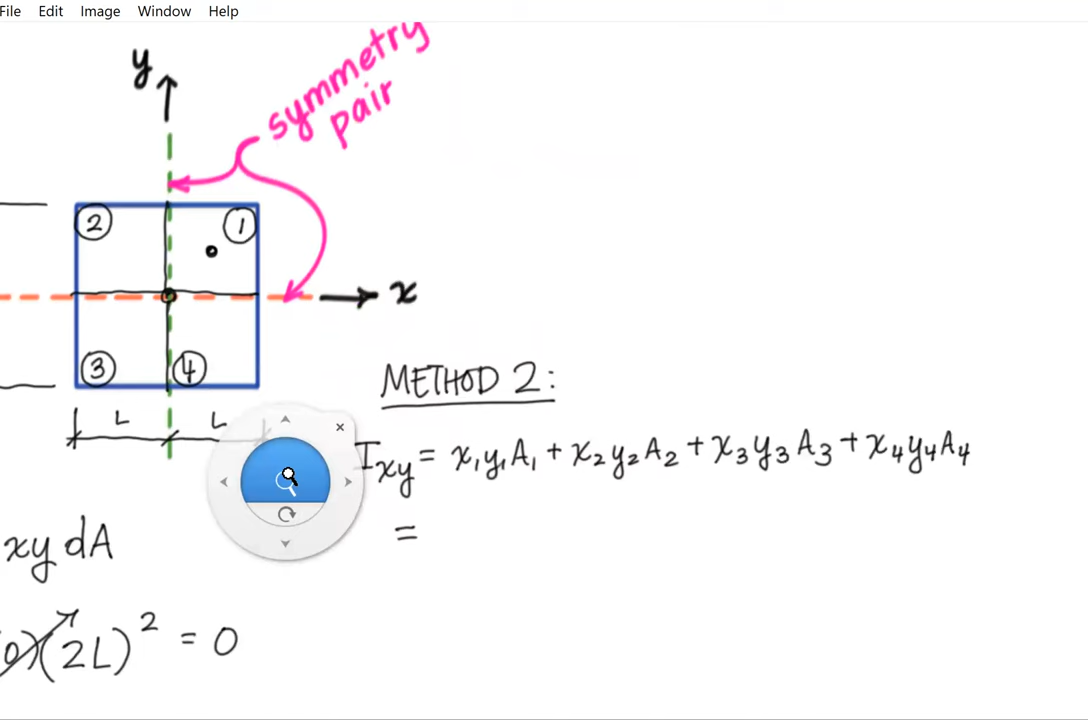 File Edit Image Window Help
y
symmetry
pair
② ①
x
③ ④
METHOD 2:
L L
Ixy = x₁y₁A₁ + x₂y₂A₂ + x₃y₃A₃ + x₄y₄A₄
=
xy dA
0)(2L)² = 0